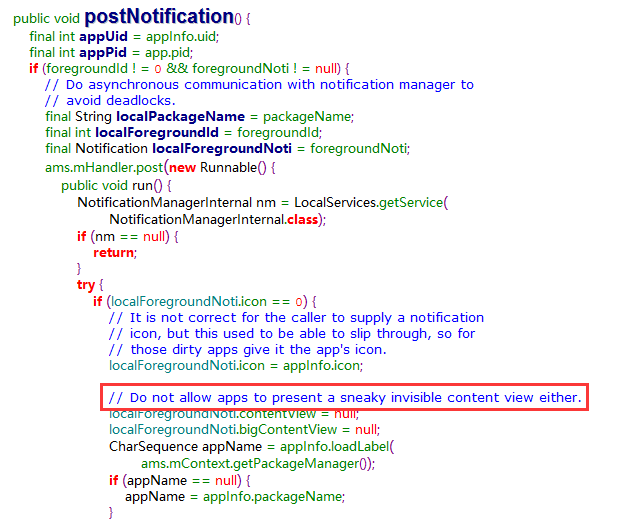 public void postNotification() {
final int appUid = appInfo.uid;
final int appPid = app.pid;
if (foregroundId ! = 0 && foregroundNoti ! = null) {
// Do asynchronous communication with notification manager to
// avoid deadlocks.
final String localPackageName = packageName;
final int localForegroundId = foregroundId;
final Notification localForegroundNoti = foregroundNoti;
ams.mHandler.post(new Runnable() {
public void run() {
NotificationManagerInternal nm = LocalServices.getService(
NotificationManagerInternal.class);
if (nm == null) {
return;
}
try {
if (localForegroundNoti.icon == 0) {
// It is not correct for the caller to supply a notification
// icon, but this used to be able to slip through, so for
// those dirty apps give it the app's icon.
localForegroundNoti.icon = appInfo.icon;
// Do not allow apps to present a sneaky invisible content view either.
localForegroundNoti.contentView = null;
localForegroundNoti.bigContentView = null;
CharSequence appName = appInfo.loadLabel(
ams.mContext.getPackageManager());
if (appName == null) {
appName = appInfo.packageName;
}